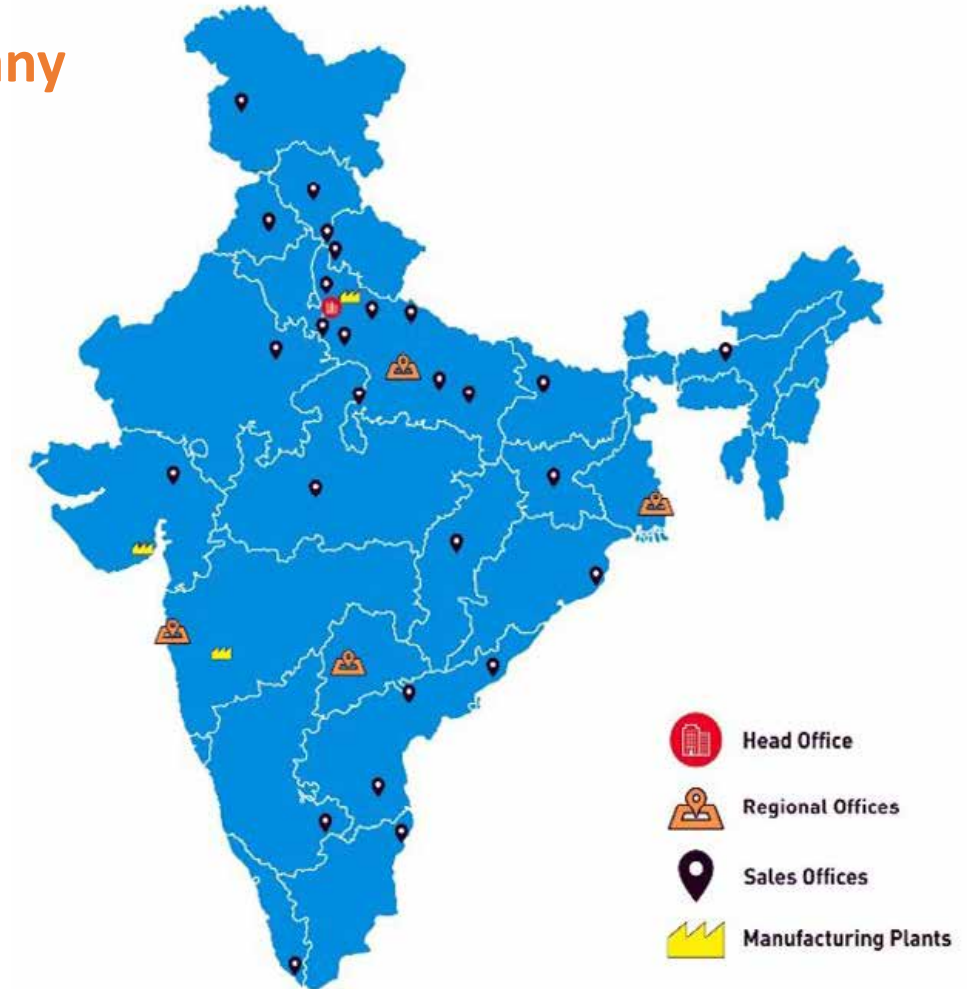 ny
Head Office
Regional Offices
Sales Offices
Manufacturing Plants